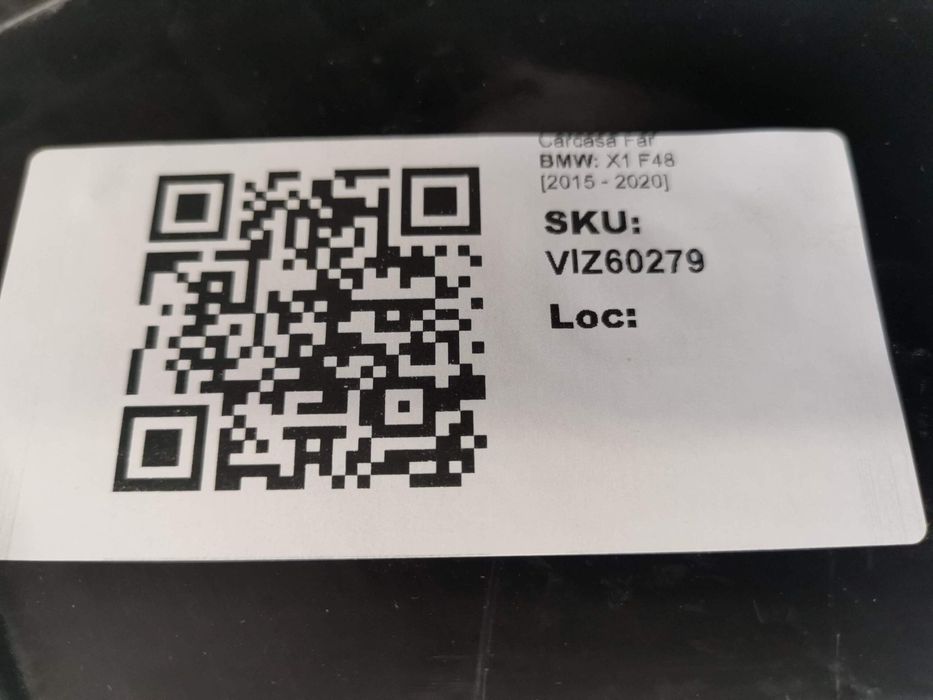 Carcasa Far
BMW: X1 F48
[2015 - 2020]
SKU:
VIZ60279
Loc: